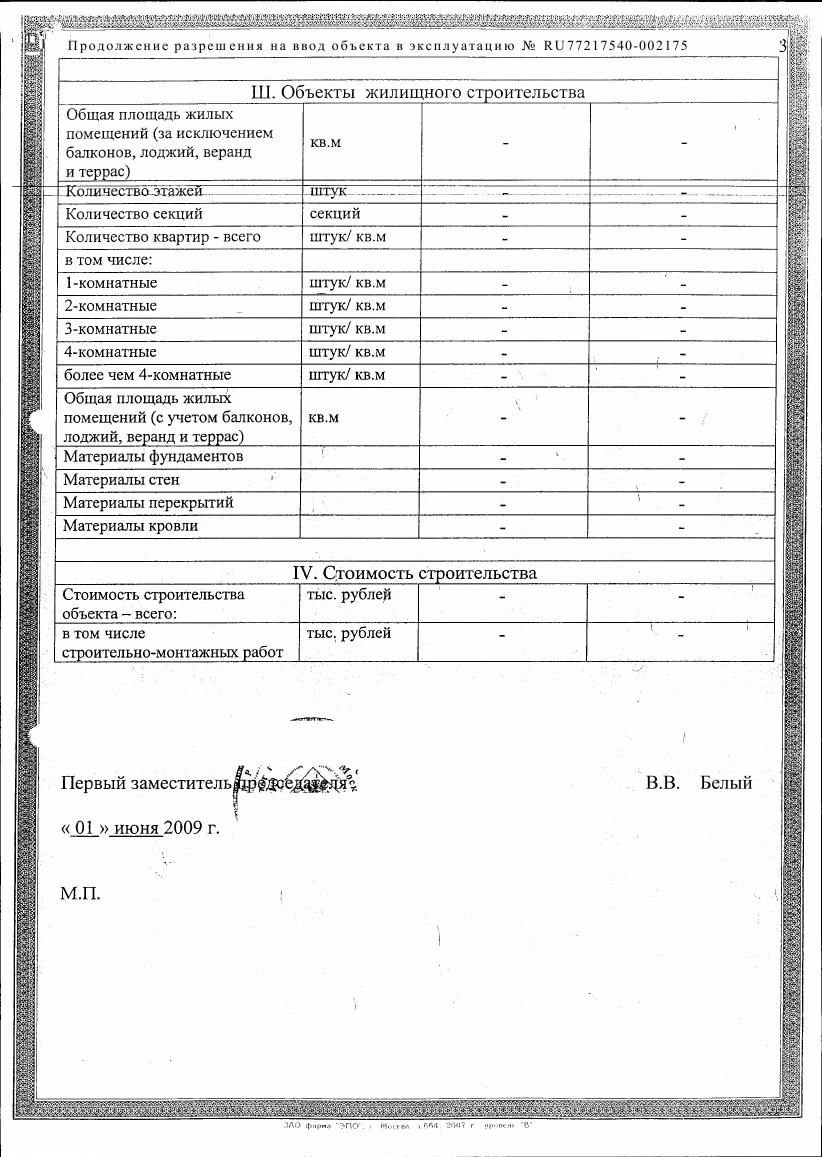 Продолжение разрешения на ввод объекта в эксплуатацию № RU77217540-002175
3
III. Объекты жилищного строительства
Общая площадь жилых
помещений (за исключением
балконов, лоджий, веранд
и террас)
кв.м - -
Количество этажей штук - -
Количество секций секций - -
Количество квартир - всего штук/ кв.м - -
в том числе:
1-комнатные штук/ кв.м - -
2-комнатные штук/ кв.м - -
3-комнатные штук/ кв.м - -
4-комнатные штук/ кв.м - -
более чем 4-комнатные штук/ кв.м - -
Общая площадь жилых
помещений (с учетом балконов,
лоджий, веранд и террас)
кв.м - -
Материалы фундаментов - -
Материалы стен - -
Материалы перекрытий - -
Материалы кровли - -
IV. Стоимость строительства
Стоимость строительства
объекта – всего:
тыс. рублей - -
в том числе
строительно-монтажных работ
тыс. рублей - -
Первый заместитель председателя В.В. Белый
« 01 » июня 2009 г.
М.П.
ЗАО фирма "ЭПО", г. Москва, 2007 г. уровень "В"